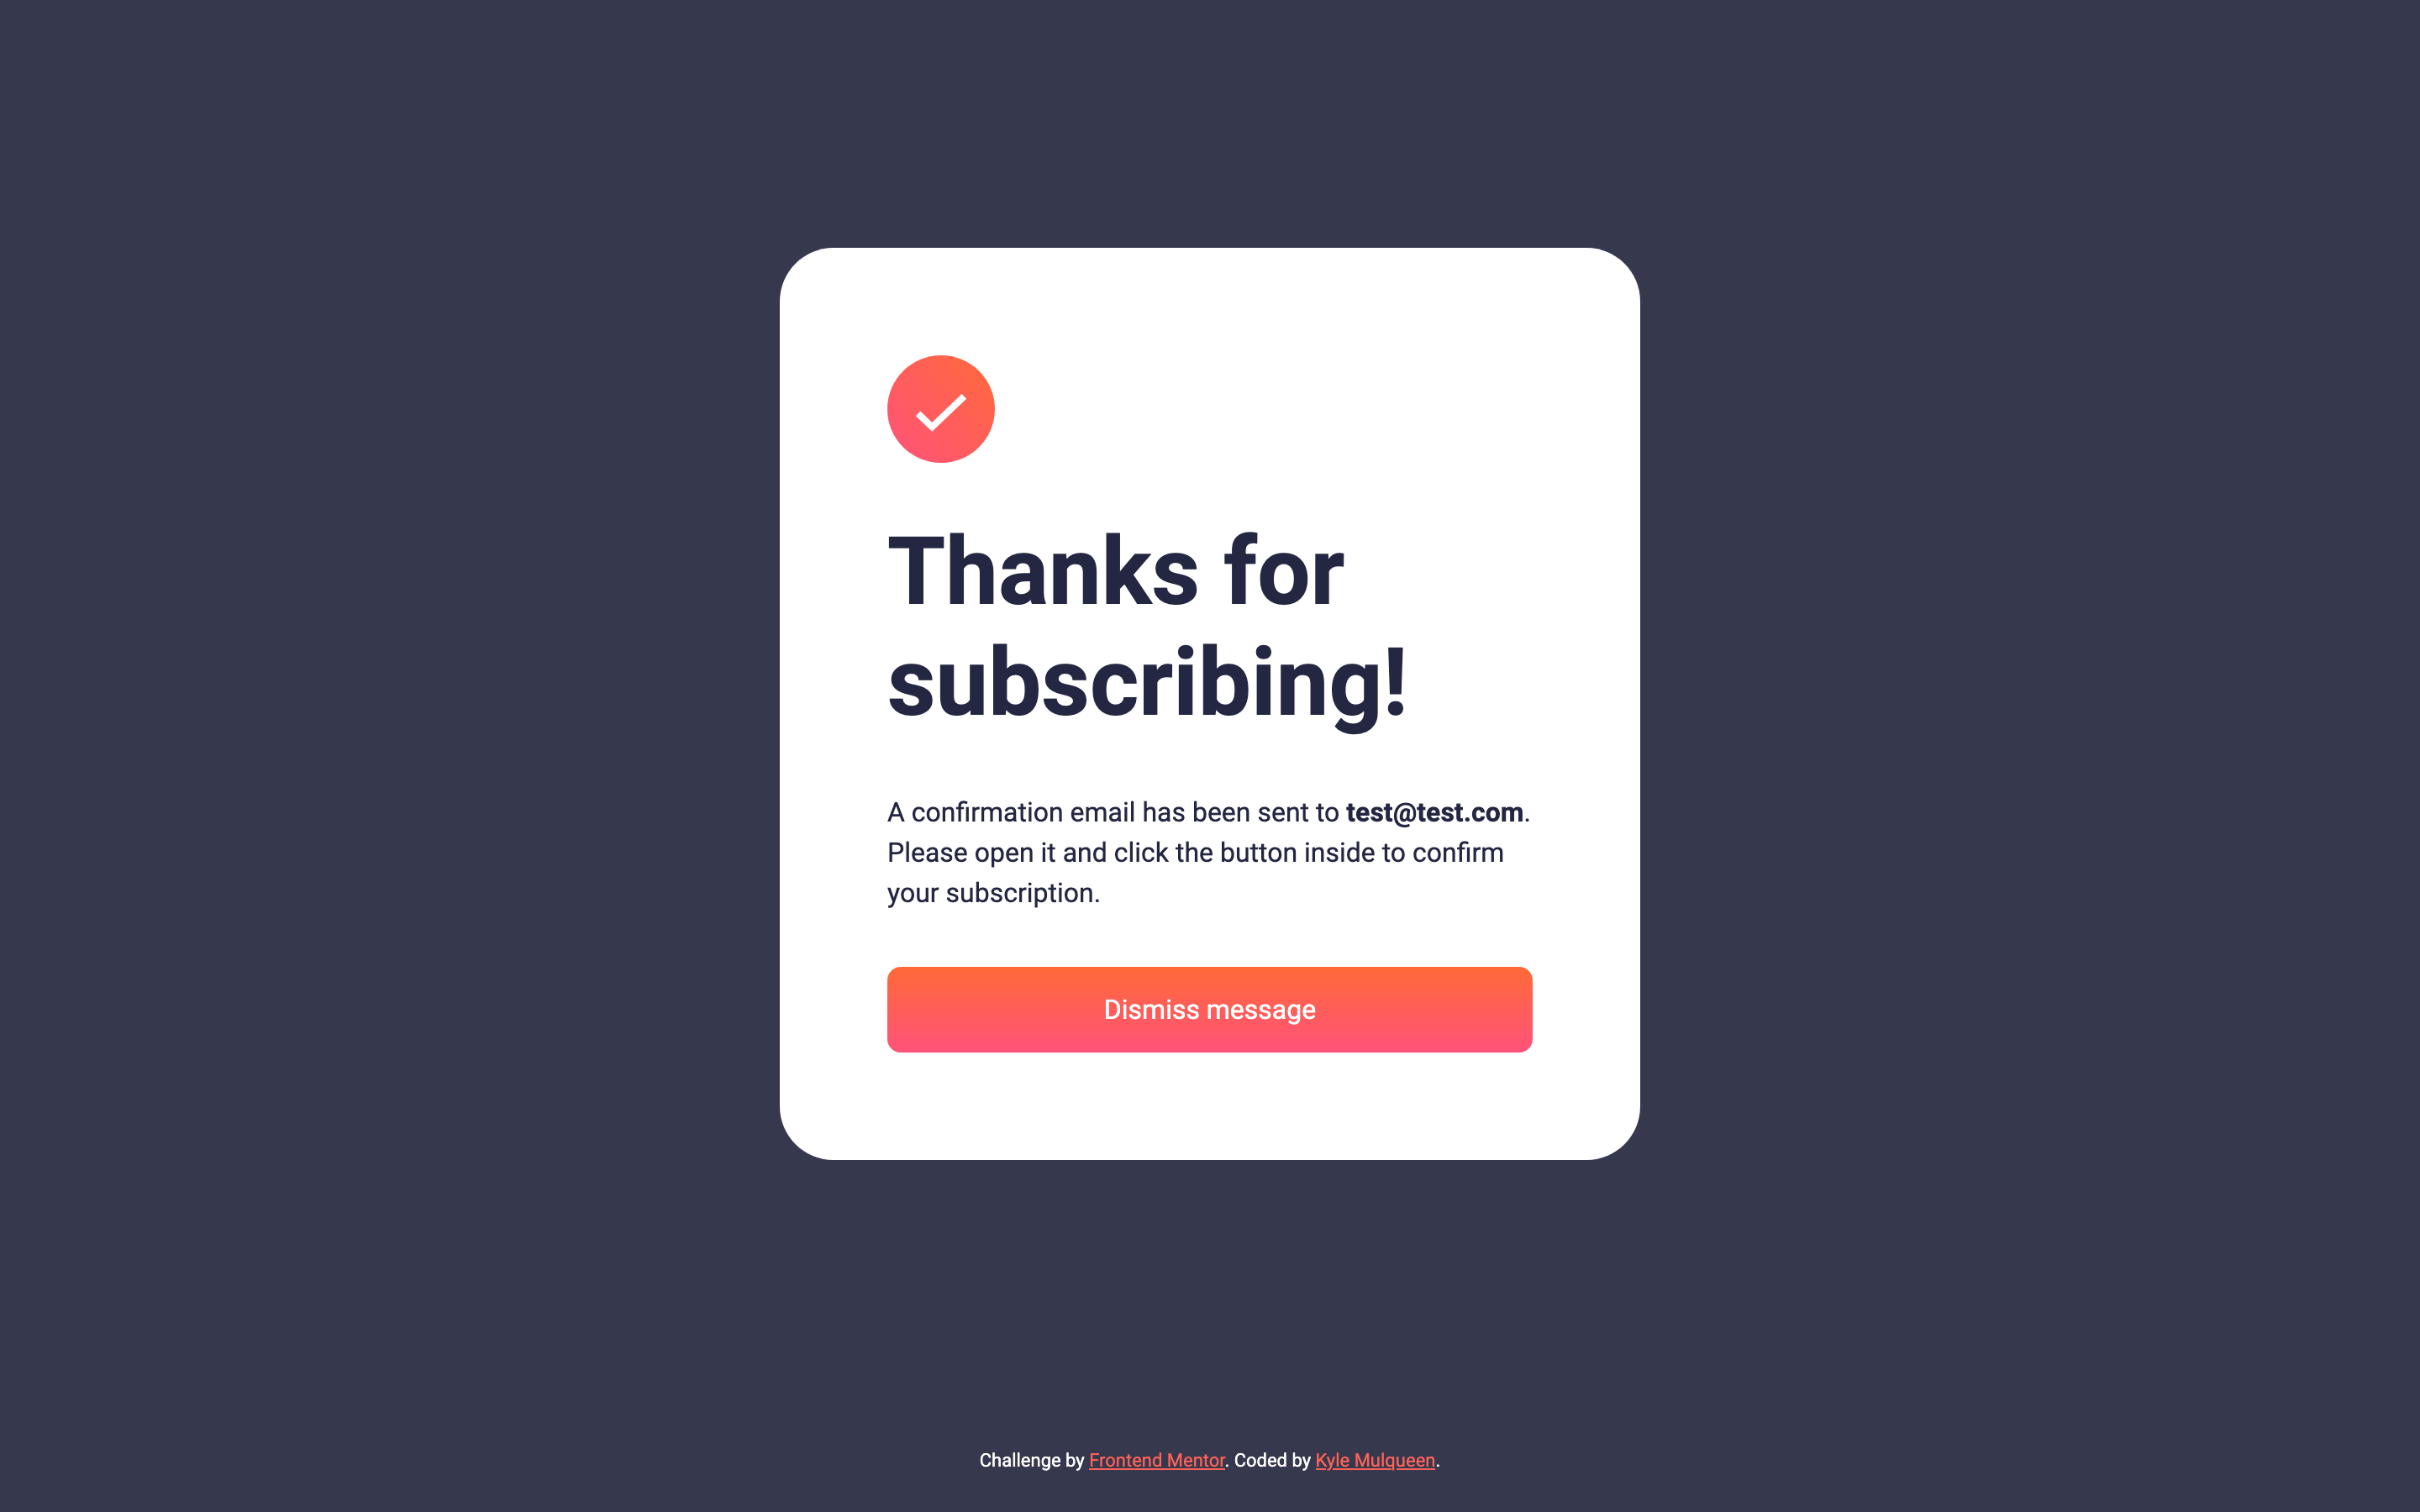 Thanks for
subscribing!
A confirmation email has been sent to test@test.com.
Please open it and click the button inside to confirm
your subscription.
Dismiss message
Challenge by Frontend Mentor. Coded by Kyle Mulqueen.